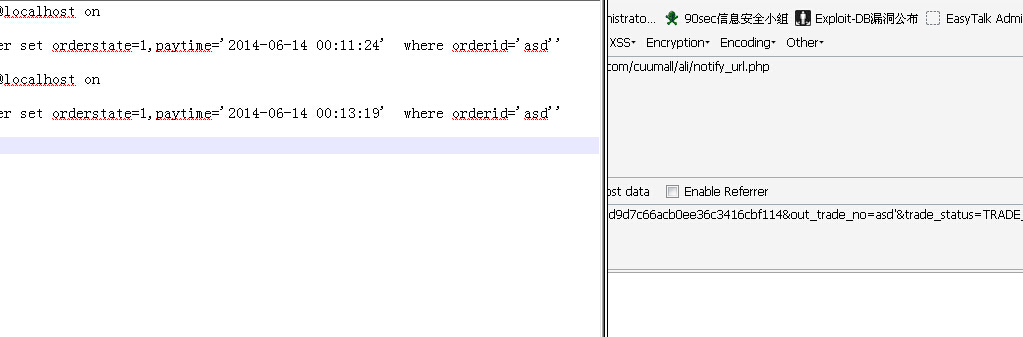 @localhost on
er set orderstate=1,paytime='2014-06-14 00:11:24'  where orderid='asd''
@localhost on
er set orderstate=1,paytime='2014-06-14 00:13:19'  where orderid='asd''
nistrato... 90sec信息安全小组 Exploit-DB漏洞公布 EasyTalk Admi
XSS Encryption Encoding Other
com/cuumall/ali/notify_url.php
ost data Enable Referrer
d9d7c66acb0ee36c3416cbf114&out_trade_no=asd'&trade_status=TRADE_